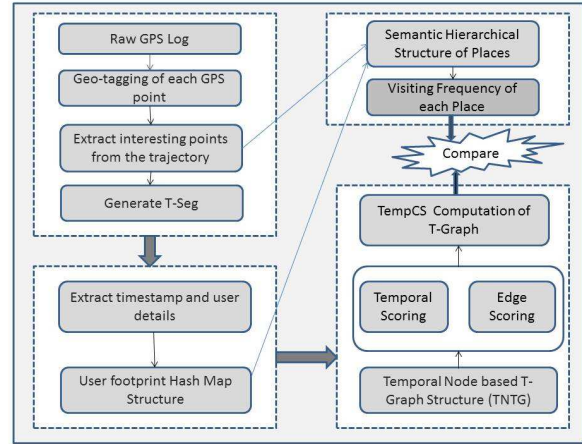 Raw GPS Log
Geo-tagging of each GPS
point
Extract interesting points
from the trajectory
Generate T-Seg
Extract timestamp and user
details
User footprint Hash Map
Structure
Semantic Hierarchical
Structure of Places
Visiting Frequency of
each Place
Compare
TempCS Computation of
T-Graph
Temporal
Scoring
Edge
Scoring
Temporal Node based T-
Graph Structure (TNTG)